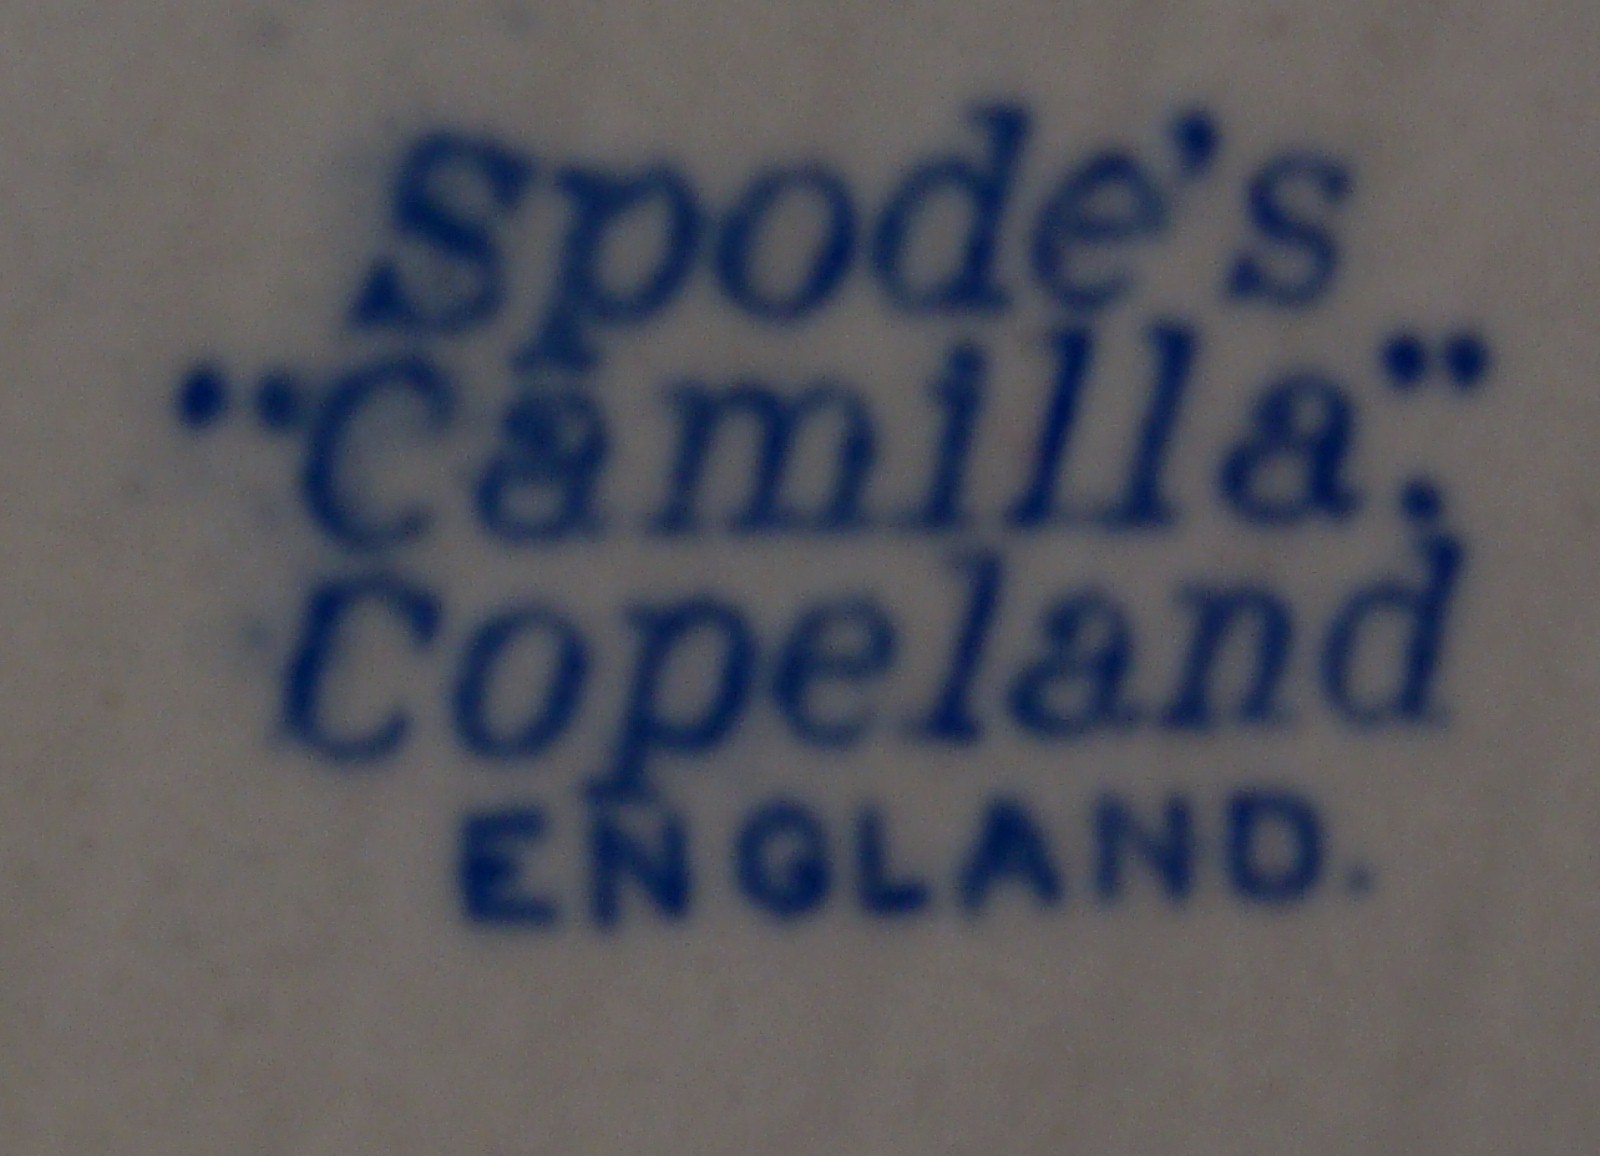 Spode's
“Camilla”.
Copeland
ENGLAND.